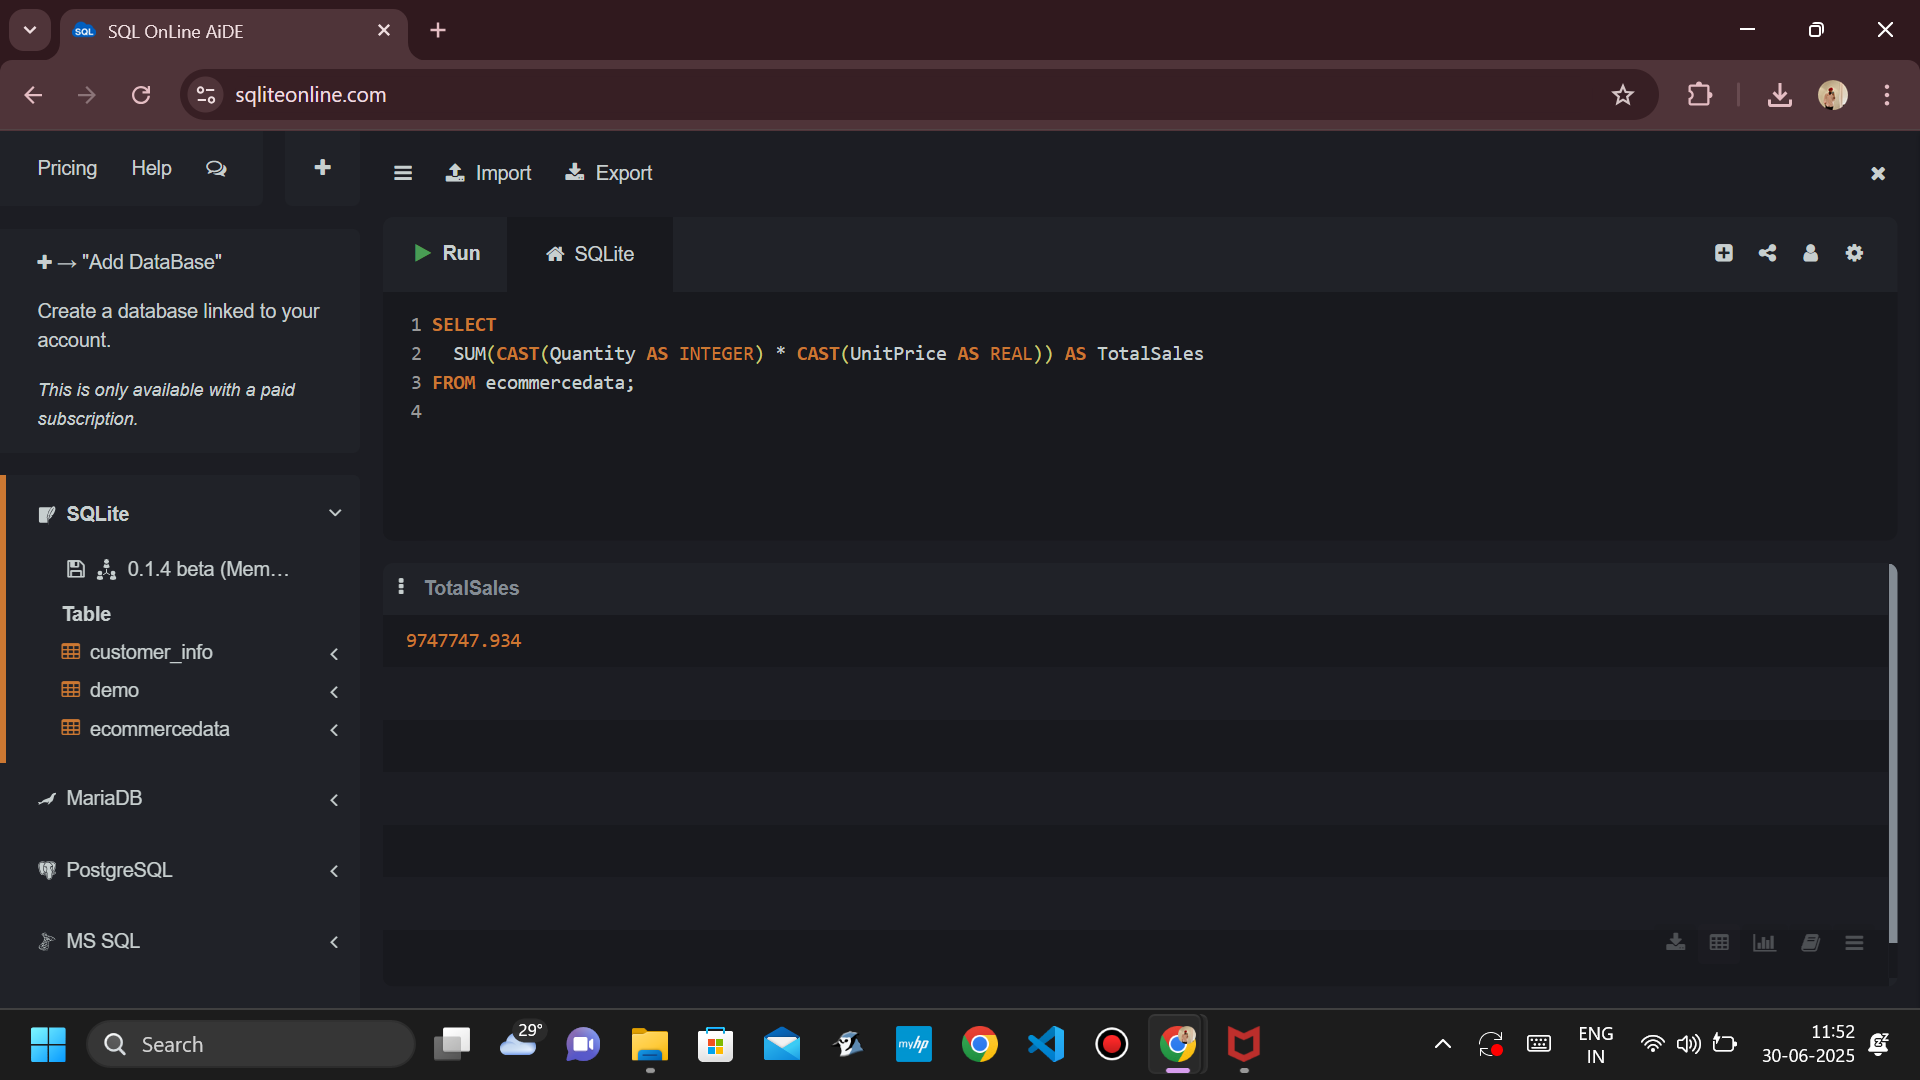 SQL OnLine AiDE
sqliteonline.com
Pricing Help
Import Export
+ → "Add DataBase"
Create a database linked to your
account.
This is only available with a paid
subscription.
Run SQLite
1 SELECT
2 SUM(CAST(Quantity AS INTEGER) * CAST(UnitPrice AS REAL)) AS TotalSales
3 FROM ecommercedata;
4
SQLite
0.1.4 beta (Mem...
Table
customer_info
demo
ecommercedata
MariaDB
PostgreSQL
MS SQL
TotalSales
9747747.934
Search
29°
myhp
ENG
IN
11:52
30-06-2025